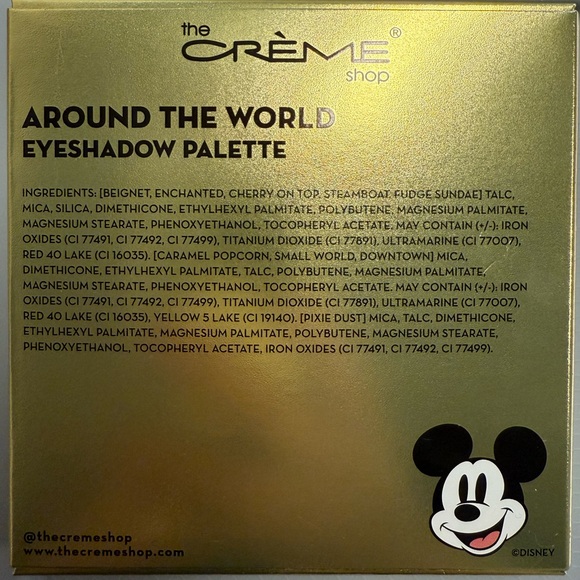 the
CRÈME®
shop
AROUND THE WORLD
EYESHADOW PALETTE
INGREDIENTS: [BEIGNET, ENCHANTED, CHERRY ON TOP, STEAMBOAT, FUDGE SUNDAE] TALC,
MICA, SILICA, DIMETHICONE, ETHYLHEXYL PALMITATE, POLYBUTENE, MAGNESIUM PALMITATE,
MAGNESIUM STEARATE, PHENOXYETHANOL, TOCOPHERYL ACETATE. MAY CONTAIN (+/-): IRON
OXIDES (CI 77491, CI 77492, CI 77499), TITANIUM DIOXIDE (CI 77891), ULTRAMARINE (CI 77007),
RED 40 LAKE (CI 16035). [CARAMEL POPCORN, SMALL WORLD, DOWNTOWN] MICA,
DIMETHICONE, ETHYLHEXYL PALMITATE, TALC, POLYBUTENE, MAGNESIUM PALMITATE,
MAGNESIUM STEARATE, PHENOXYETHANOL, TOCOPHERYL ACETATE. MAY CONTAIN (+/-): IRON
OXIDES (CI 77491, CI 77492, CI 77499), TITANIUM DIOXIDE (CI 77891), ULTRAMARINE (CI 77007),
RED 40 LAKE (CI 16035), YELLOW 5 LAKE (CI 19140). [PIXIE DUST] MICA, TALC, DIMETHICONE,
ETHYLHEXYL PALMITATE, MAGNESIUM PALMITATE, POLYBUTENE, MAGNESIUM STEARATE,
PHENOXYETHANOL, TOCOPHERYL ACETATE, IRON OXIDES (CI 77491, CI 77492, CI 77499).
@thecremeshop
www.thecremeshop.com
©DISNEY